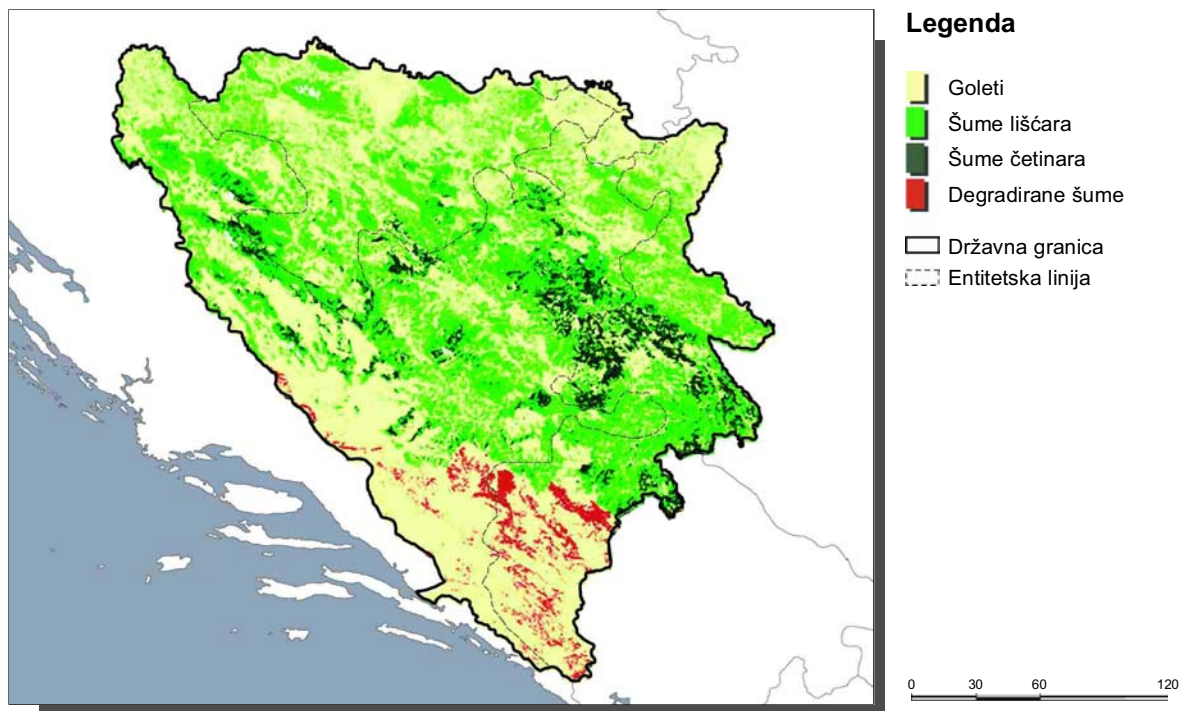 Legenda
Goleti
Šume lišćara
Šume četinara
Degradirane šume
Državna granica
Entitetska linija
0 30 60 120